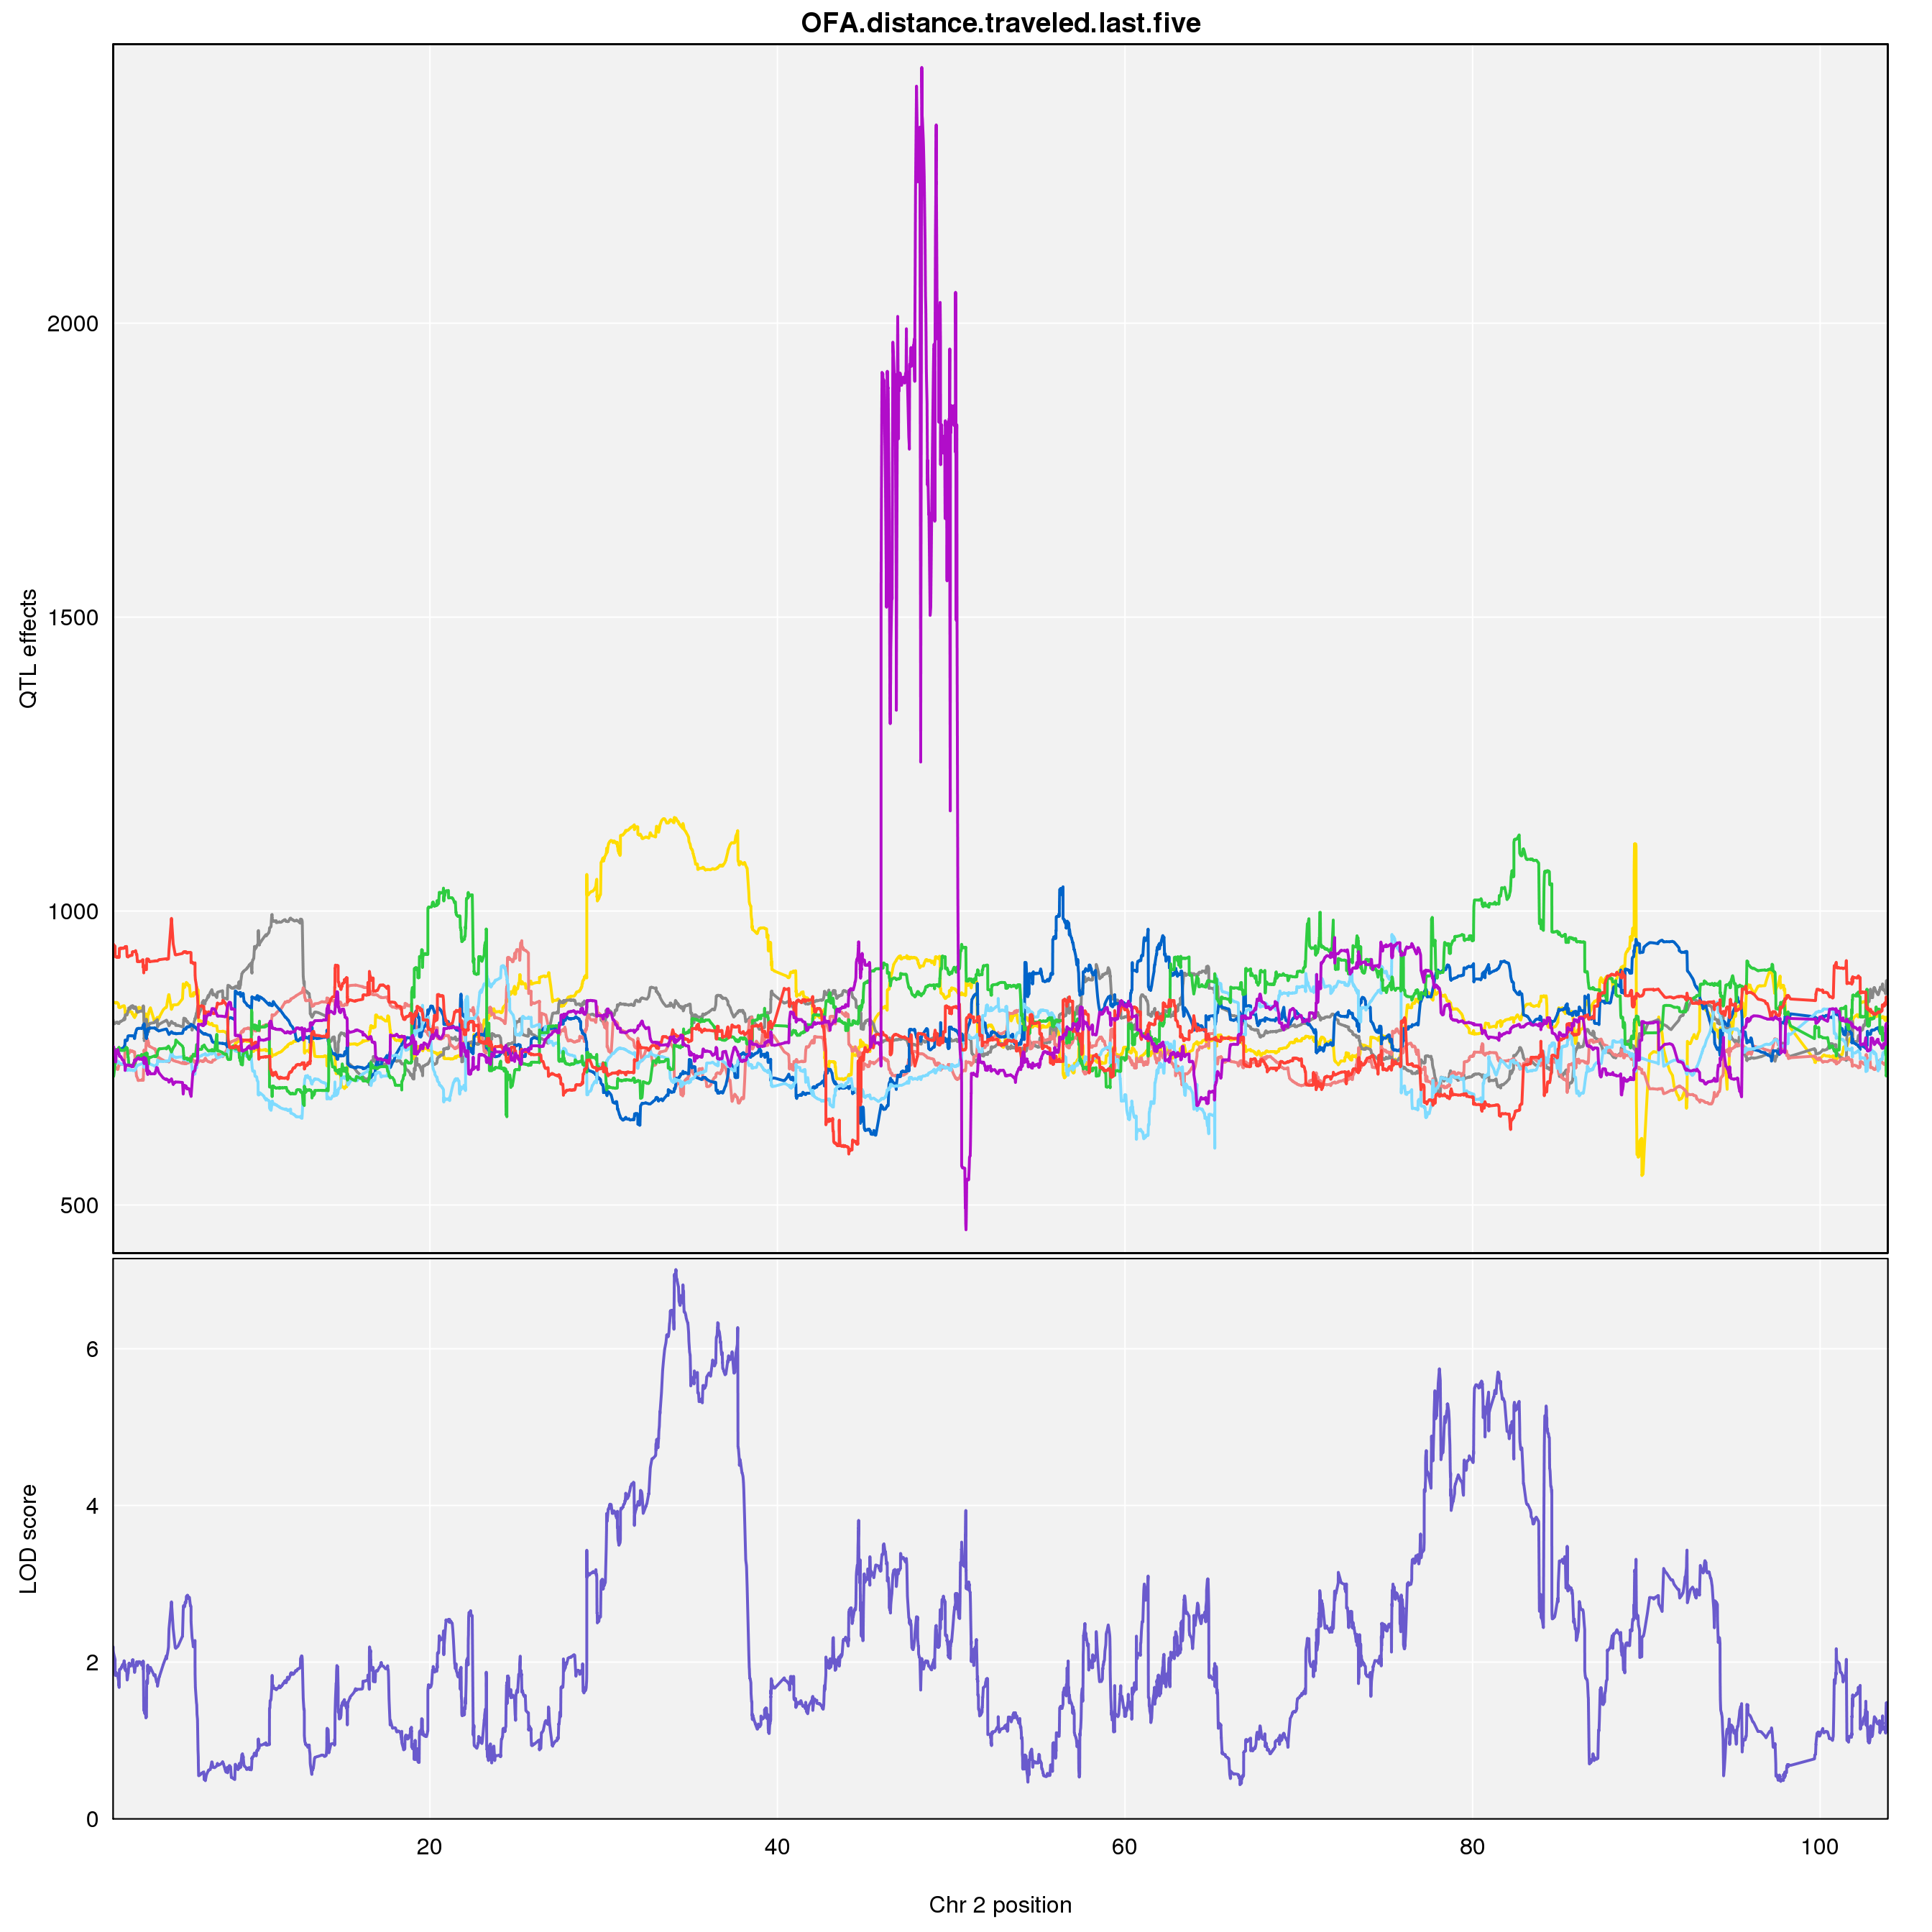 OFA.distance.traveled.last.five
2000
1500
1000
500
QTL effects
6
4
2
0
LOD score
20 40 60 80 100
Chr 2 position